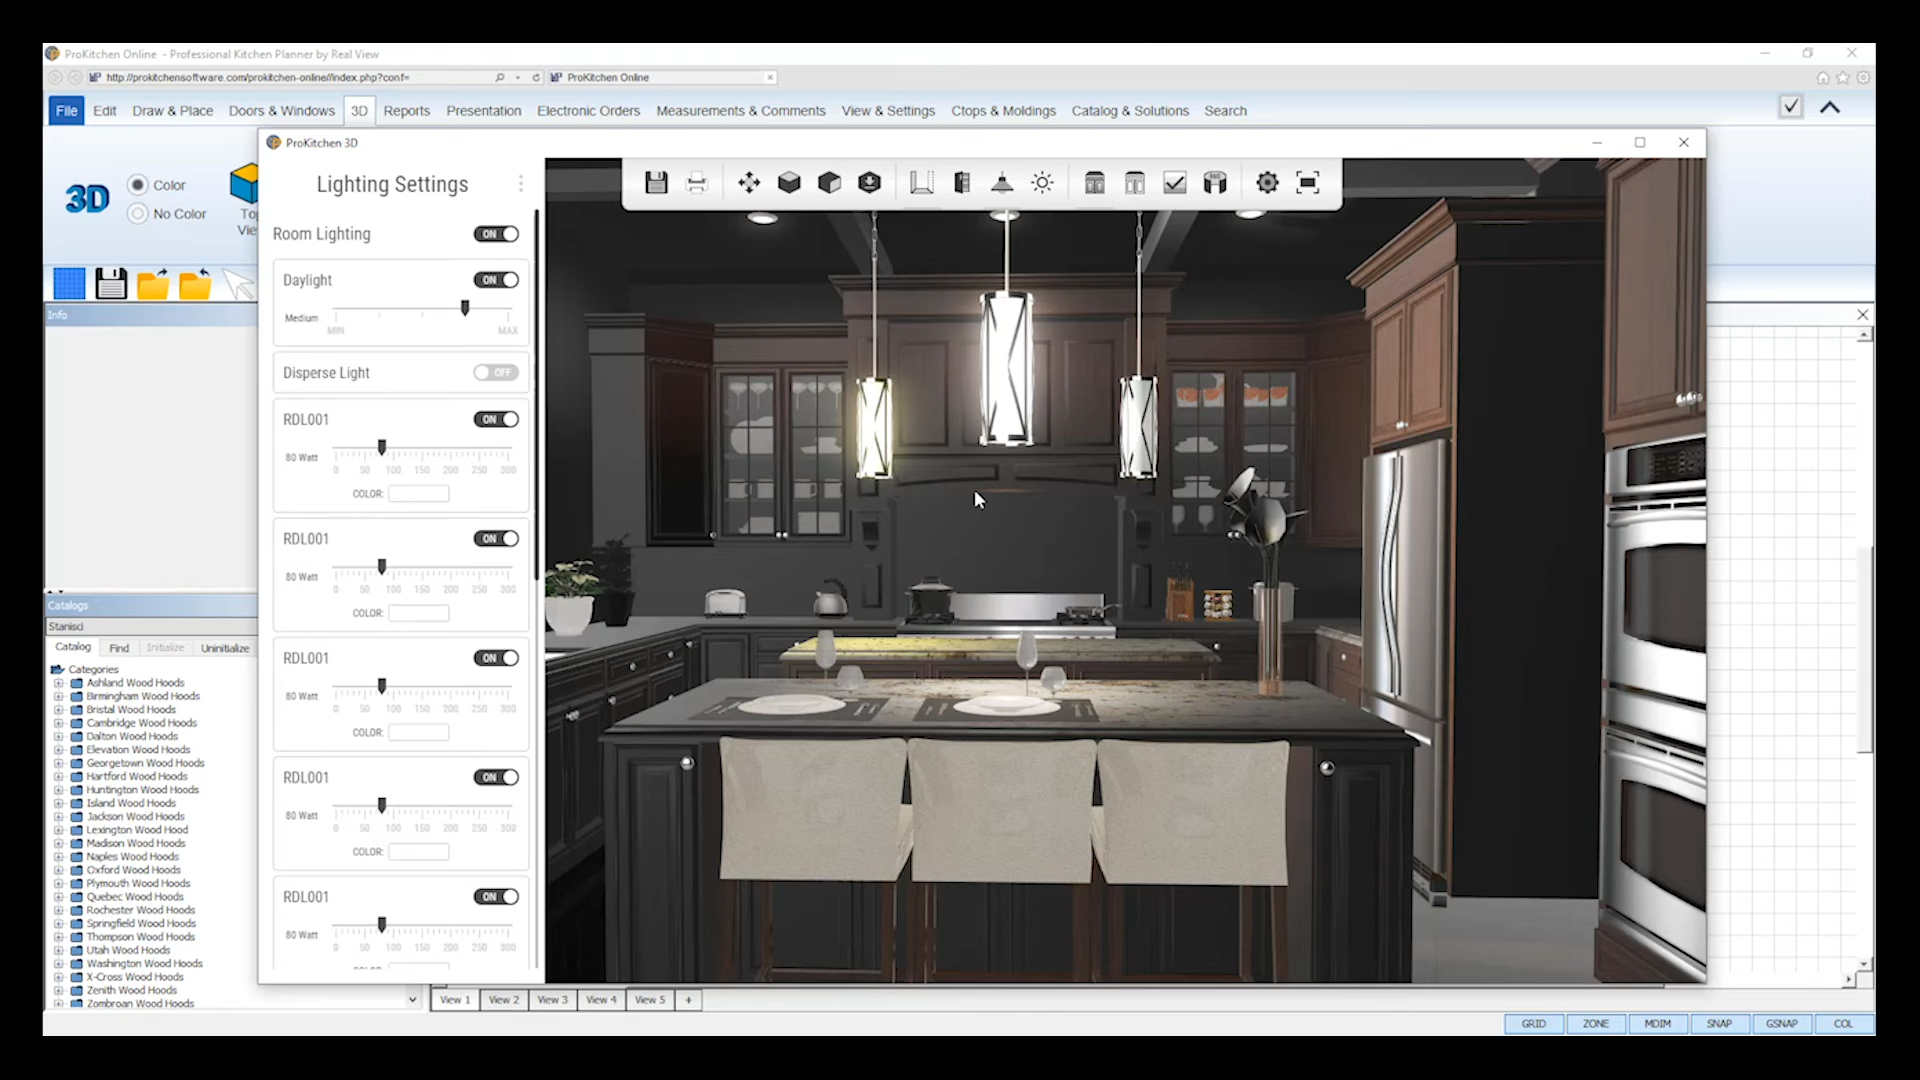 ProKitchen Online - Professional Kitchen Planner by Real View
http://prokitchensoftware.com/prokitchen-online//index.php?conf=
ProKitchen Online
File Edit Draw & Place Doors & Windows 3D Reports Presentation Electronic Orders Measurements & Comments View & Settings Ctops & Moldings Catalog & Solutions Search
ProKitchen 3D
3D
Color
No Color
Info
Catalogs
Stanisci
Catalog Find Initialize Uninitialize
Categories
Ashland Wood Hoods
Birmingham Wood Hoods
Bristal Wood Hoods
Cambridge Wood Hoods
Dalton Wood Hoods
Elevation Wood Hoods
Georgetown Wood Hoods
Hartford Wood Hoods
Huntington Wood Hoods
Island Wood Hoods
Jackson Wood Hoods
Lexington Wood Hood
Madison Wood Hoods
Naples Wood Hoods
Oxford Wood Hoods
Plymouth Wood Hoods
Quebec Wood Hoods
Rochester Wood Hoods
Springfield Wood Hoods
Thompson Wood Hoods
Utah Wood Hoods
Washington Wood Hoods
X-Cross Wood Hoods
Zenith Wood Hoods
Zombroan Wood Hoods
Lighting Settings
Room Lighting ON
Daylight ON
Medium
MIN MAX
Disperse Light OFF
RDL001 ON
80 Watt
0 50 100 150 200 250 300
COLOR:
RDL001 ON
80 Watt
0 50 100 150 200 250 300
COLOR:
RDL001 ON
80 Watt
0 50 100 150 200 250 300
COLOR:
RDL001 ON
80 Watt
0 50 100 150 200 250 300
COLOR:
RDL001 ON
80 Watt
0 50 100 150 200 250 300
View 1 View 2 View 3 View 4 View 5 +
GRID ZONE MDIM SNAP GSNAP COL